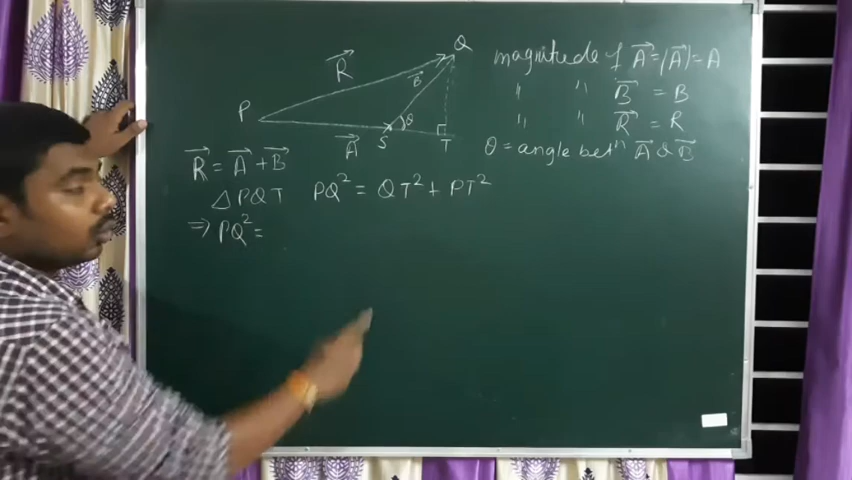 Q
R⃗
B⃗
P
θ
A⃗
S
T
magnitude of A⃗ = |A⃗| = A
" " B⃗ = B
" " R⃗ = R
θ = angle betⁿ A⃗ & B⃗
R⃗ = A⃗ + B⃗
△PQT PQ² = QT² + PT²
⇒ PQ² =